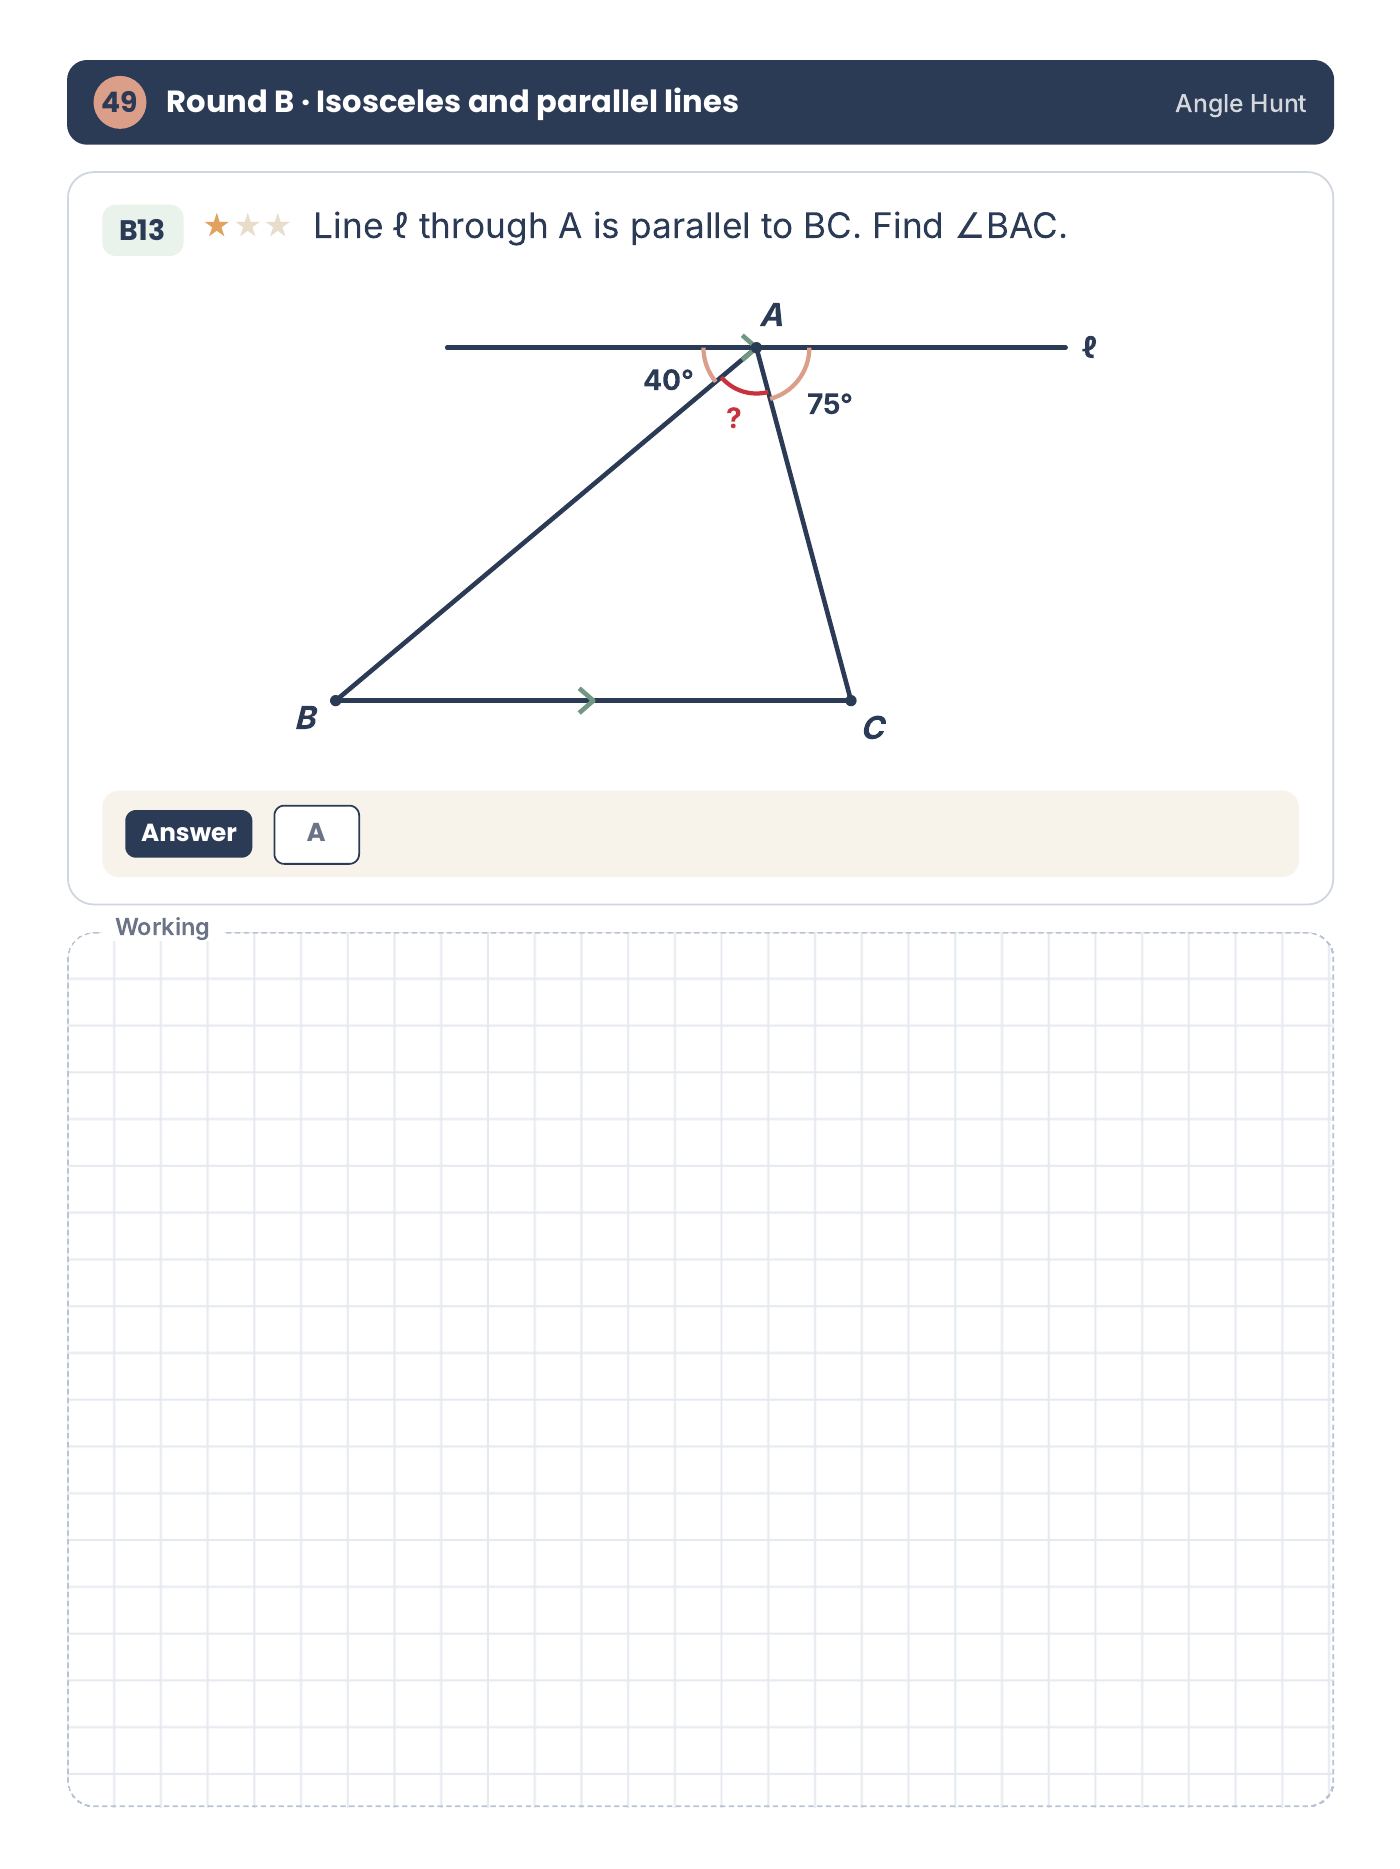 49 Round B · Isosceles and parallel lines Angle Hunt
B13 ★★★ Line ℓ through A is parallel to BC. Find ∠BAC.
A
ℓ
40°
75°
?
B
C
Answer A
Working